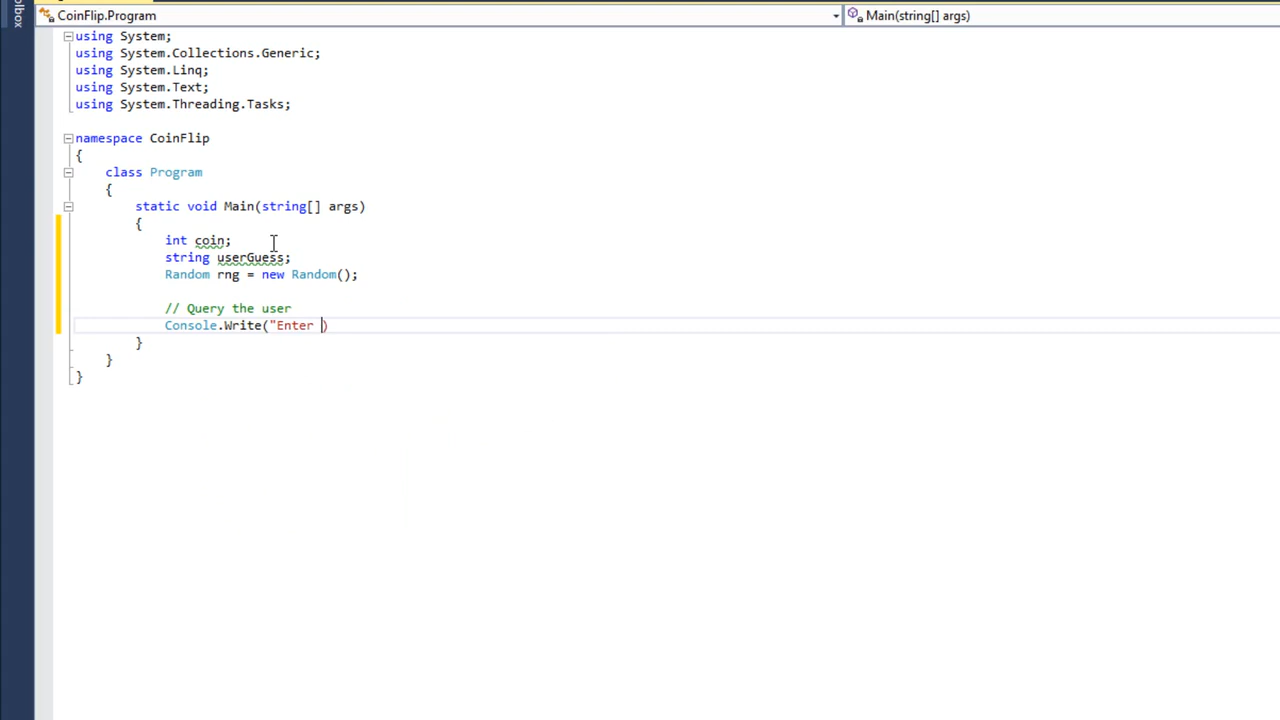 olbox
CoinFlip.Program
Main(string[] args)
using System;
using System.Collections.Generic;
using System.Linq;
using System.Text;
using System.Threading.Tasks;
namespace CoinFlip
{
class Program
{
static void Main(string[] args)
{
int coin;
string userGuess;
Random rng = new Random();
// Query the user
Console.Write("Enter )
}
}
}